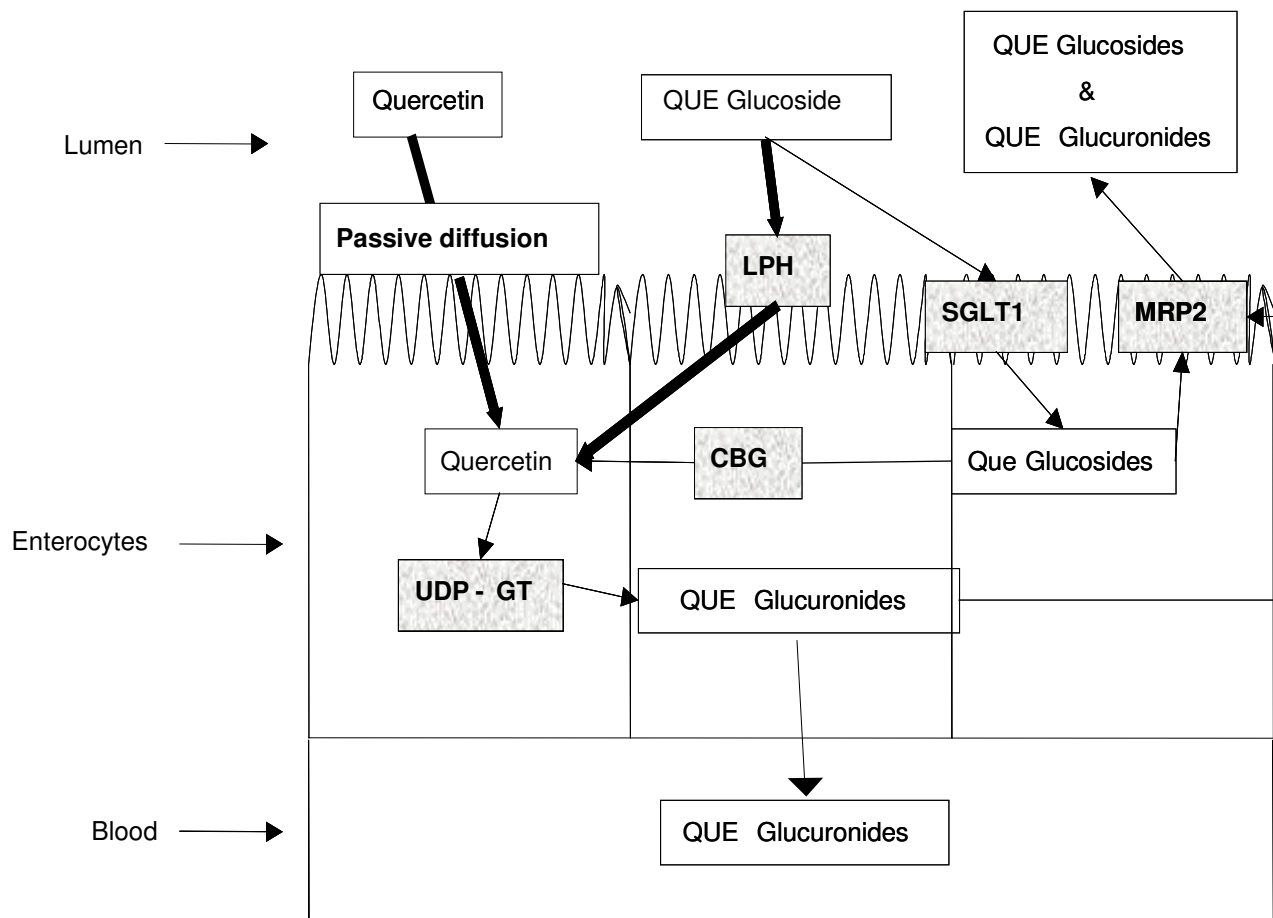 QUE Glucosides
&
QUE Glucuronides
Quercetin
QUE Glucoside
Lumen
Passive diffusion
LPH
SGLT1
MRP2
Quercetin
CBG
Que Glucosides
Enterocytes
UDP - GT
QUE Glucuronides
Blood
QUE Glucuronides